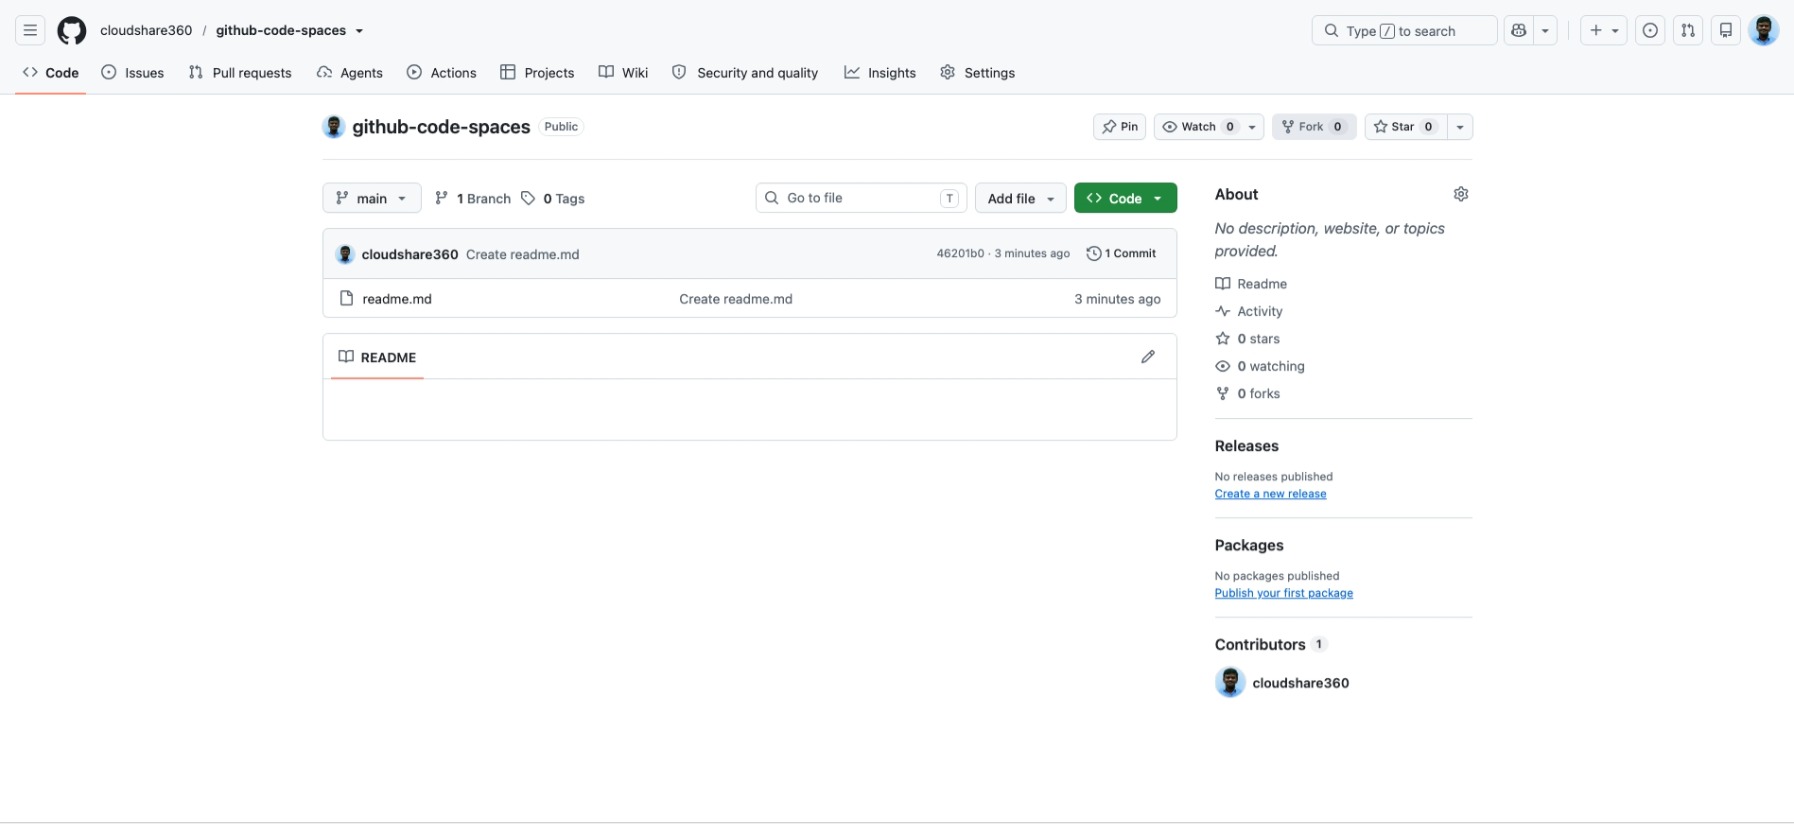 cloudshare360 / github-code-spaces
Type / to search
Code Issues Pull requests Agents Actions Projects Wiki Security and quality Insights Settings
github-code-spaces Public
Pin Watch 0 Fork 0 Star 0
main 1 Branch 0 Tags Go to file T Add file Code
cloudshare360 Create readme.md 46201b0 · 3 minutes ago 1 Commit
readme.md Create readme.md 3 minutes ago
README
About
No description, website, or topics
provided.
Readme
Activity
0 stars
0 watching
0 forks
Releases
No releases published
Create a new release
Packages
No packages published
Publish your first package
Contributors 1
cloudshare360